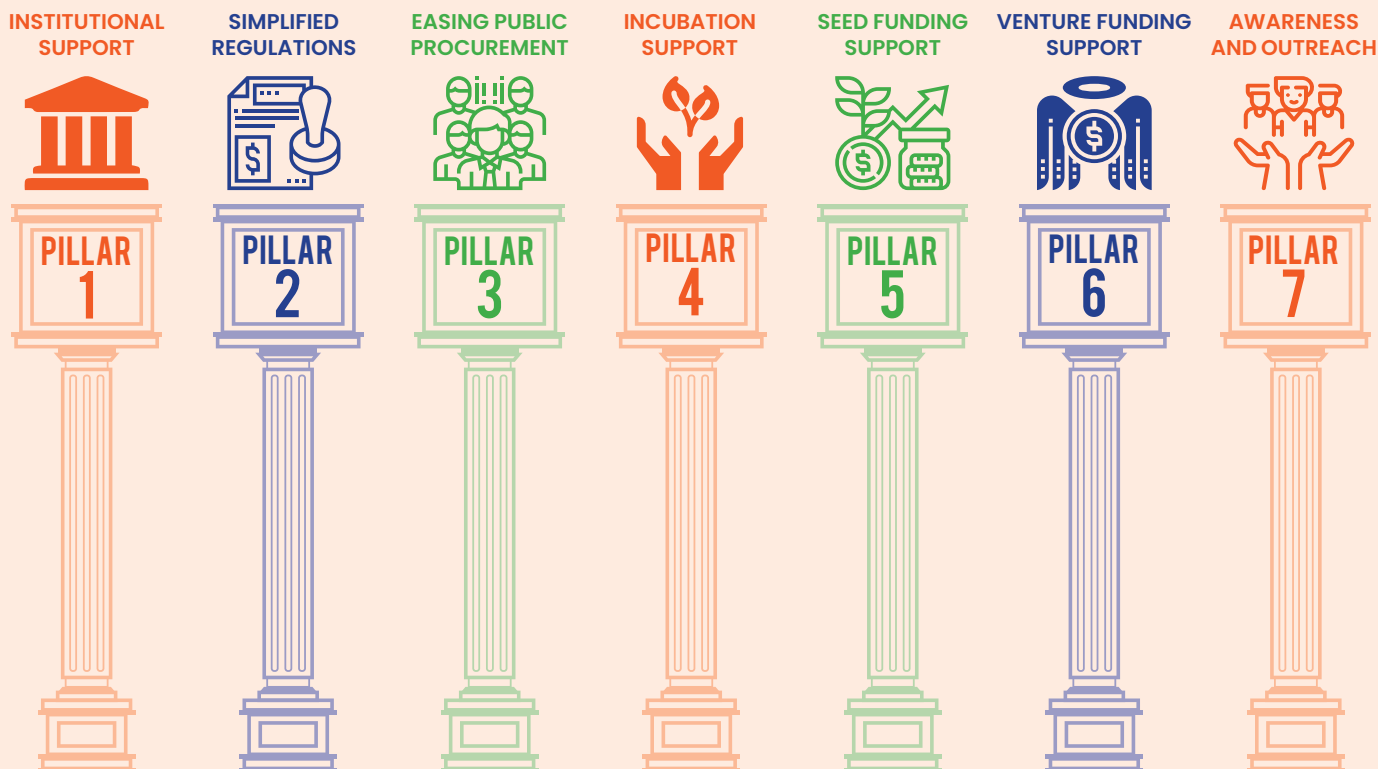 INSTITUTIONAL
SUPPORT
SIMPLIFIED
REGULATIONS
EASING PUBLIC
PROCUREMENT
INCUBATION
SUPPORT
SEED FUNDING
SUPPORT
VENTURE FUNDING
SUPPORT
AWARENESS
AND OUTREACH
$
$
$
PILLAR
1
PILLAR
2
PILLAR
3
PILLAR
4
PILLAR
5
PILLAR
6
PILLAR
7